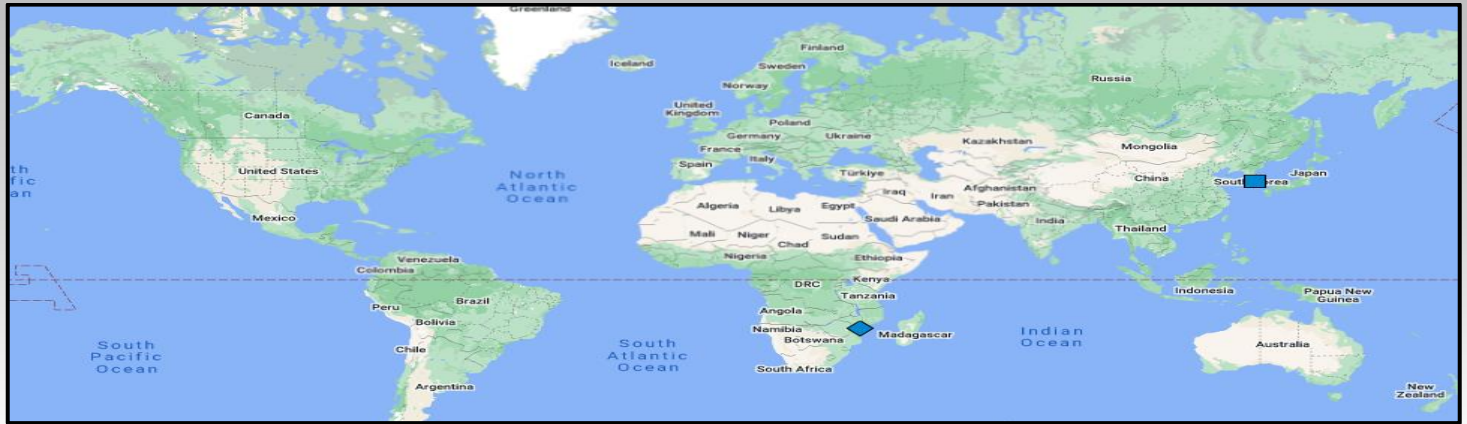 Greenland
Iceland
Finland
Sweden
Norway
Russia
United
Kingdom
Canada
Poland
Germany
Ukraine
Kazakhstan
Mongolia
France
Italy
Spain
Türkiye
United States
North
Atlantic
Ocean
China
Japan
Afghanistan
Iraq
Iran
Pakistan
Algeria
Libya
Egypt
Saudi Arabia
India
Mexico
Thailand
Mali
Niger
Chad
Sudan
Nigeria
Ethiopia
Venezuela
Colombia
DRC
Kenya
Tanzania
Indonesia
Papua New
Guinea
Peru
Brazil
Angola
Bolivia
Namibia
Botswana
Madagascar
Indian
Ocean
Australia
South
Pacific
Ocean
Chile
South
Atlantic
Ocean
South Africa
Argentina
New
Zealand